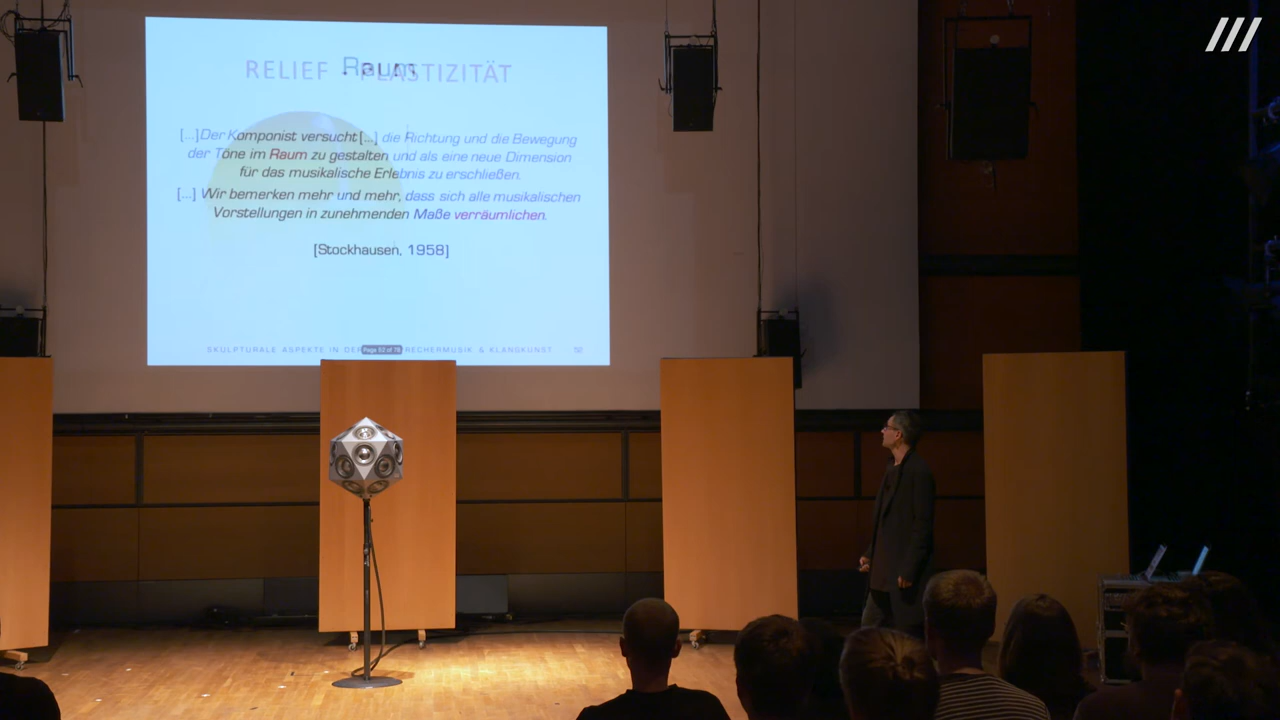 RELIEF - PLASTIZITÄT
Raum
[...]Der Komponist versucht[...] die Richtung und die Bewegung
der Töne im Raum zu gestalten und als eine neue Dimension
für das musikalische Erlebnis zu erschließen.
[...] Wir bemerken mehr und mehr, dass sich alle musikalischen
Vorstellungen in zunehmenden Maße verräumlichen.
[Stockhausen, 1958]
SKULPTURALE ASPEKTE IN DER
Page 52 of 78
RECHERMUSIK & KLANGKUNST